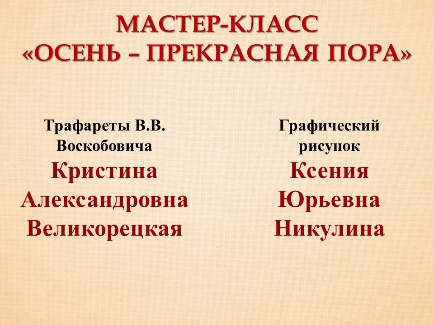 МАСТЕР-КЛАСС
«ОСЕНЬ – ПРЕКРАСНАЯ ПОРА»
Трафареты В.В.
Воскобовича
Кристина
Александровна
Великорецкая
Графический
рисунок
Ксения
Юрьевна
Никулина